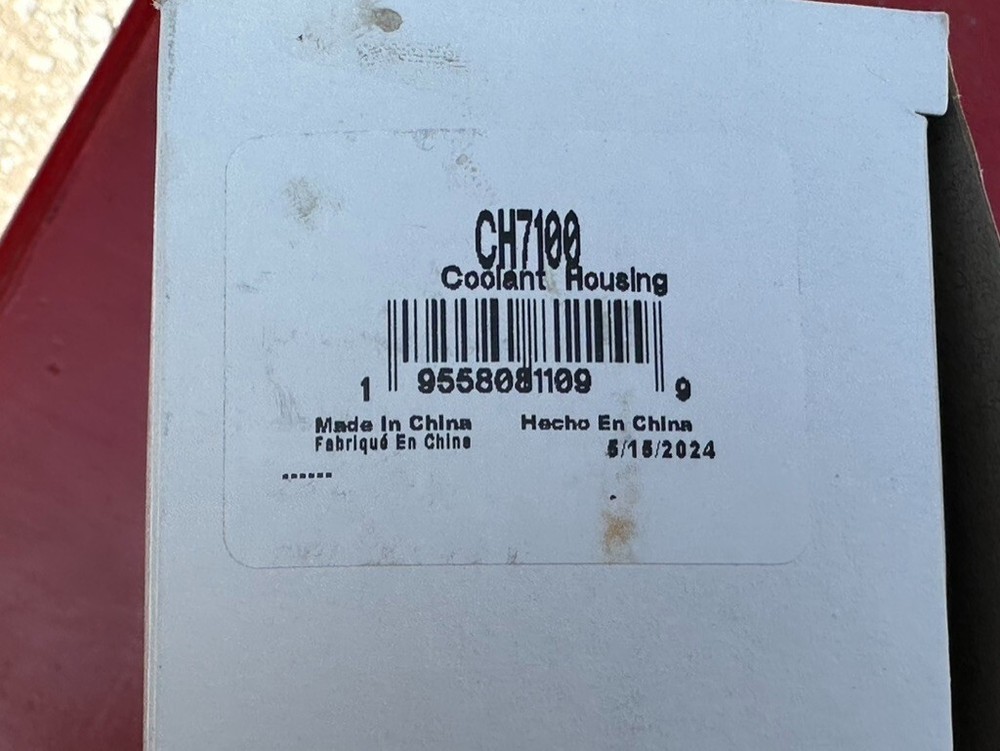 CH7100
Coolant Housing
1 9558081109 9
Made In China Hecho En China
Fabriqué En Chine
5/15/2024